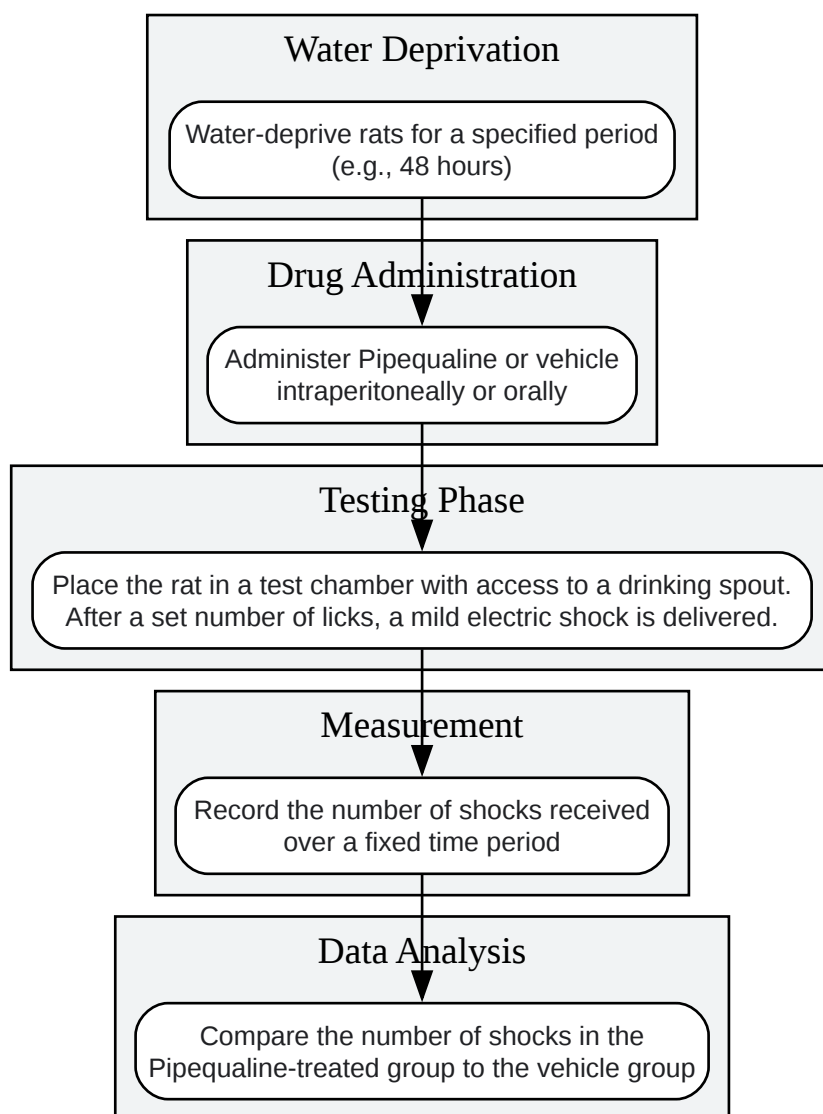 Water Deprivation
Water-deprive rats for a specified period
(e.g., 48 hours)
Drug Administration
Administer Pipequaline or vehicle
intraperitoneally or orally
Testing Phase
Place the rat in a test chamber with access to a drinking spout.
After a set number of licks, a mild electric shock is delivered.
Measurement
Record the number of shocks received
over a fixed time period
Data Analysis
Compare the number of shocks in the
Pipequaline-treated group to the vehicle group